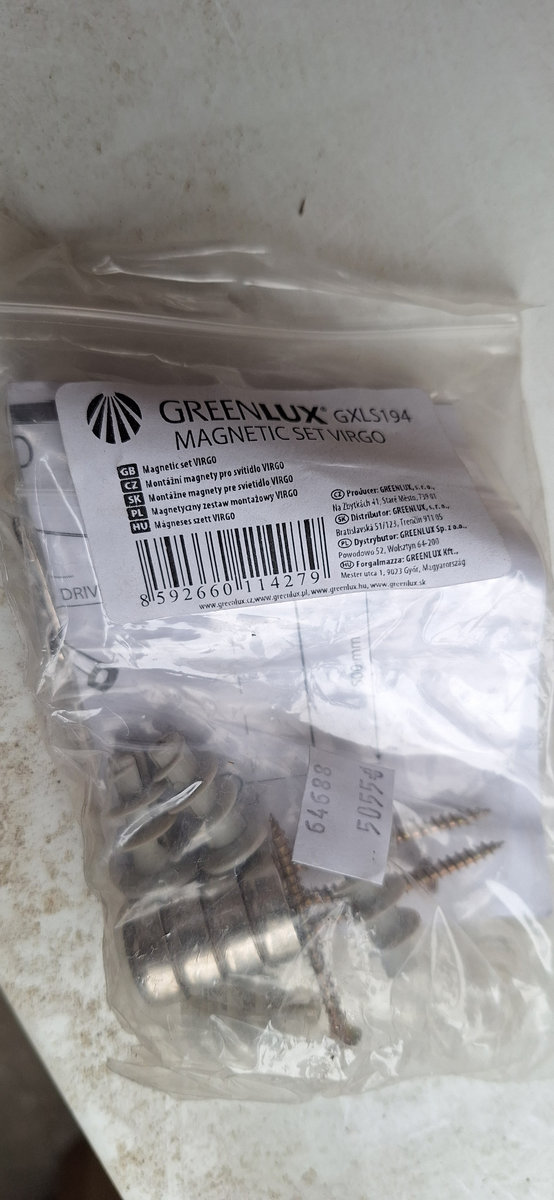 GREENLUX® GXLS194
MAGNETIC SET VIRGO
GB Magnetic set VIRGO
CZ Montážní magnety pro svítidlo VIRGO
SK Montážne magnety pre svietidlo VIRGO
PL Magnetyczny zestaw montażowy VIRGO
HU Mágneses szett VIRGO
CZ Producer: GREENLUX, s., r., o.,
Na Zbytkách 41, Staré Město, 739 61
SK Distributor: GREENLUX, s., r., o.,
Bratislavská 51/123, Trenčín 911 05
PL Dystrybutor: GREENLUX Sp. z o.o.,
Powodowo 52, Wolsztyn 64-200
HU Forgalmazza: GREENLUX Kft.,
Mester utca 1, 9023 Győr, Magyarország
8 592660 114279
www.greenlux.cz, www.greenlux.pl, www.greenlux.hu, www.greenlux.sk
DRIV
00 mm
64688